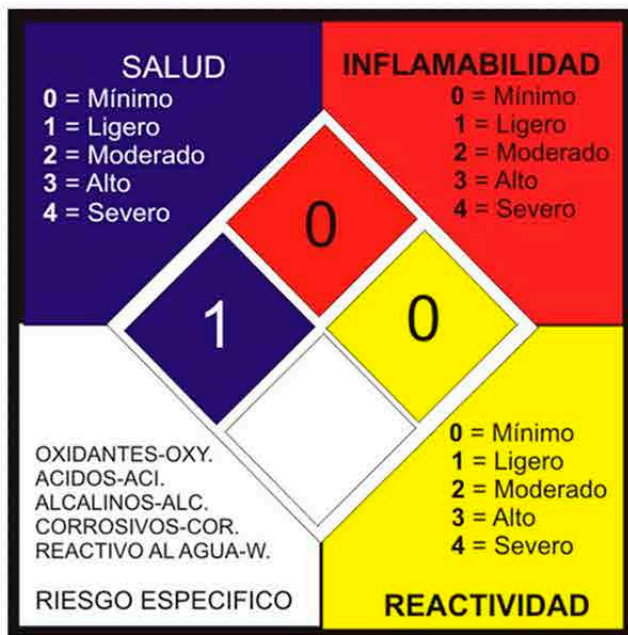 SALUD
0 = Mínimo
1 = Ligero
2 = Moderado
3 = Alto
4 = Severo
INFLAMABILIDAD
0 = Mínimo
1 = Ligero
2 = Moderado
3 = Alto
4 = Severo
0
1
0
OXIDANTES-OXY.
ACIDOS-ACI.
ALCALINOS-ALC.
CORROSIVOS-COR.
REACTIVO AL AGUA-W.
RIESGO ESPECIFICO
0 = Mínimo
1 = Ligero
2 = Moderado
3 = Alto
4 = Severo
REACTIVIDAD